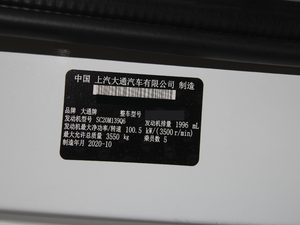 中国 上汽大通汽车有限公司 制造
品牌 大通牌 整车型号
发动机型号 SC20M139Q6 发动机排量 1996 mL
发动机最大净功率/转速 100.5 kW/(3500r/min)
最大允许总质量 3550 kg 乘员数 5
制造年月 2020-10